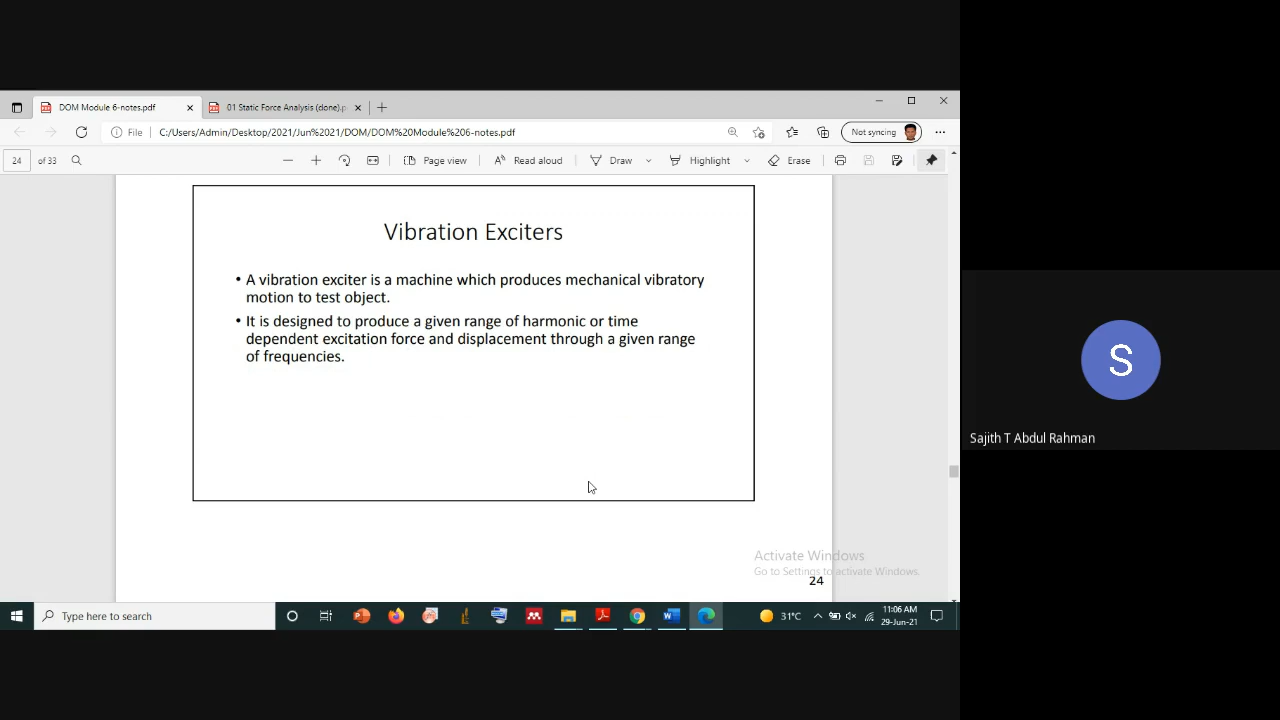 DOM Module 6-notes.pdf
01 Static Force Analysis (done).p
File
C:/Users/Admin/Desktop/2021/Jun%2021/DOM/DOM%20Module%206-notes.pdf
Not syncing
24 of 33
Page view
Read aloud
Draw
Highlight
Erase
Vibration Exciters
• A vibration exciter is a machine which produces mechanical vibratory
motion to test object.
• It is designed to produce a given range of harmonic or time
dependent excitation force and displacement through a given range
of frequencies.
S
Sajith T Abdul Rahman
Activate Windows
Go to Settings to activate Windows.
24
Type here to search
31°C
11:06 AM
29-Jun-21